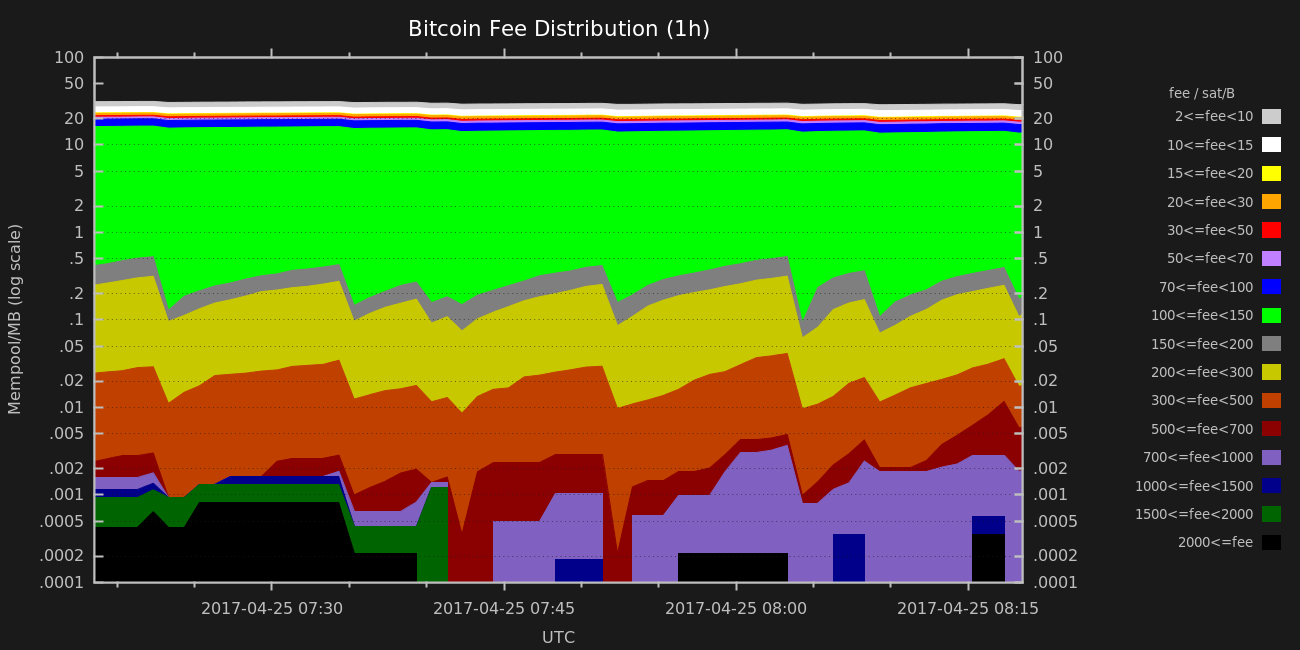 Bitcoin Fee Distribution (1h)
Mempool/MB (log scale)
100
50
20
10
5
2
1
.5
.2
.1
.05
.02
.01
.005
.002
.001
.0005
.0002
.0001
100
50
20
10
5
2
1
.5
.2
.1
.05
.02
.01
.005
.002
.001
.0005
.0002
.0001
2017-04-25 07:30 2017-04-25 07:45 2017-04-25 08:00 2017-04-25 08:15
UTC
fee / sat/B
2<=fee<10
10<=fee<15
15<=fee<20
20<=fee<30
30<=fee<50
50<=fee<70
70<=fee<100
100<=fee<150
150<=fee<200
200<=fee<300
300<=fee<500
500<=fee<700
700<=fee<1000
1000<=fee<1500
1500<=fee<2000
2000<=fee